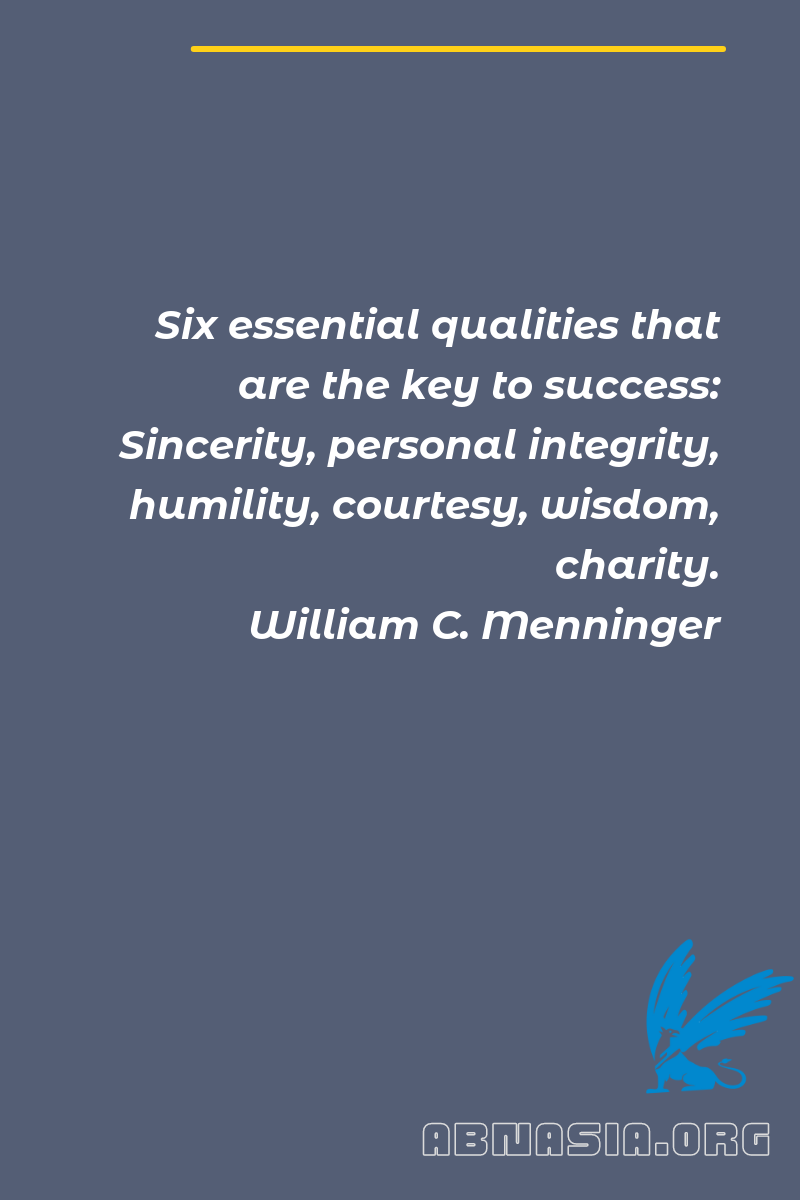 Six essential qualities that
are the key to success:
Sincerity, personal integrity,
humility, courtesy, wisdom,
charity.
William C. Menninger
ABNASIA.ORG